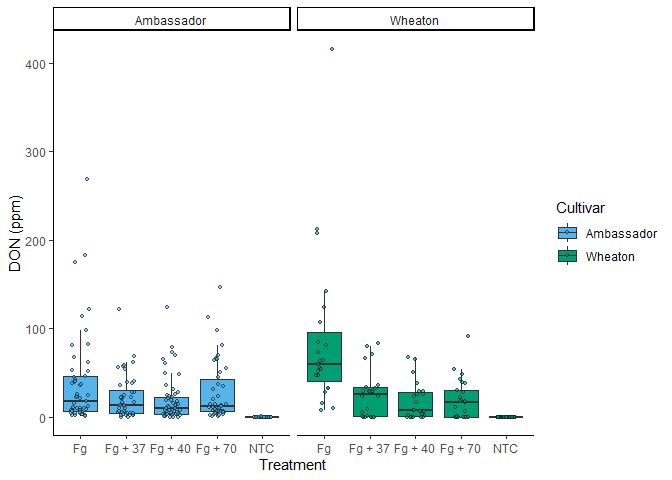 Ambassador Wheaton
DON (ppm)
400
300
200
100
0
Fg Fg + 37 Fg + 40 Fg + 70 NTC Fg Fg + 37 Fg + 40 Fg + 70 NTC
Treatment
Cultivar
Ambassador
Wheaton